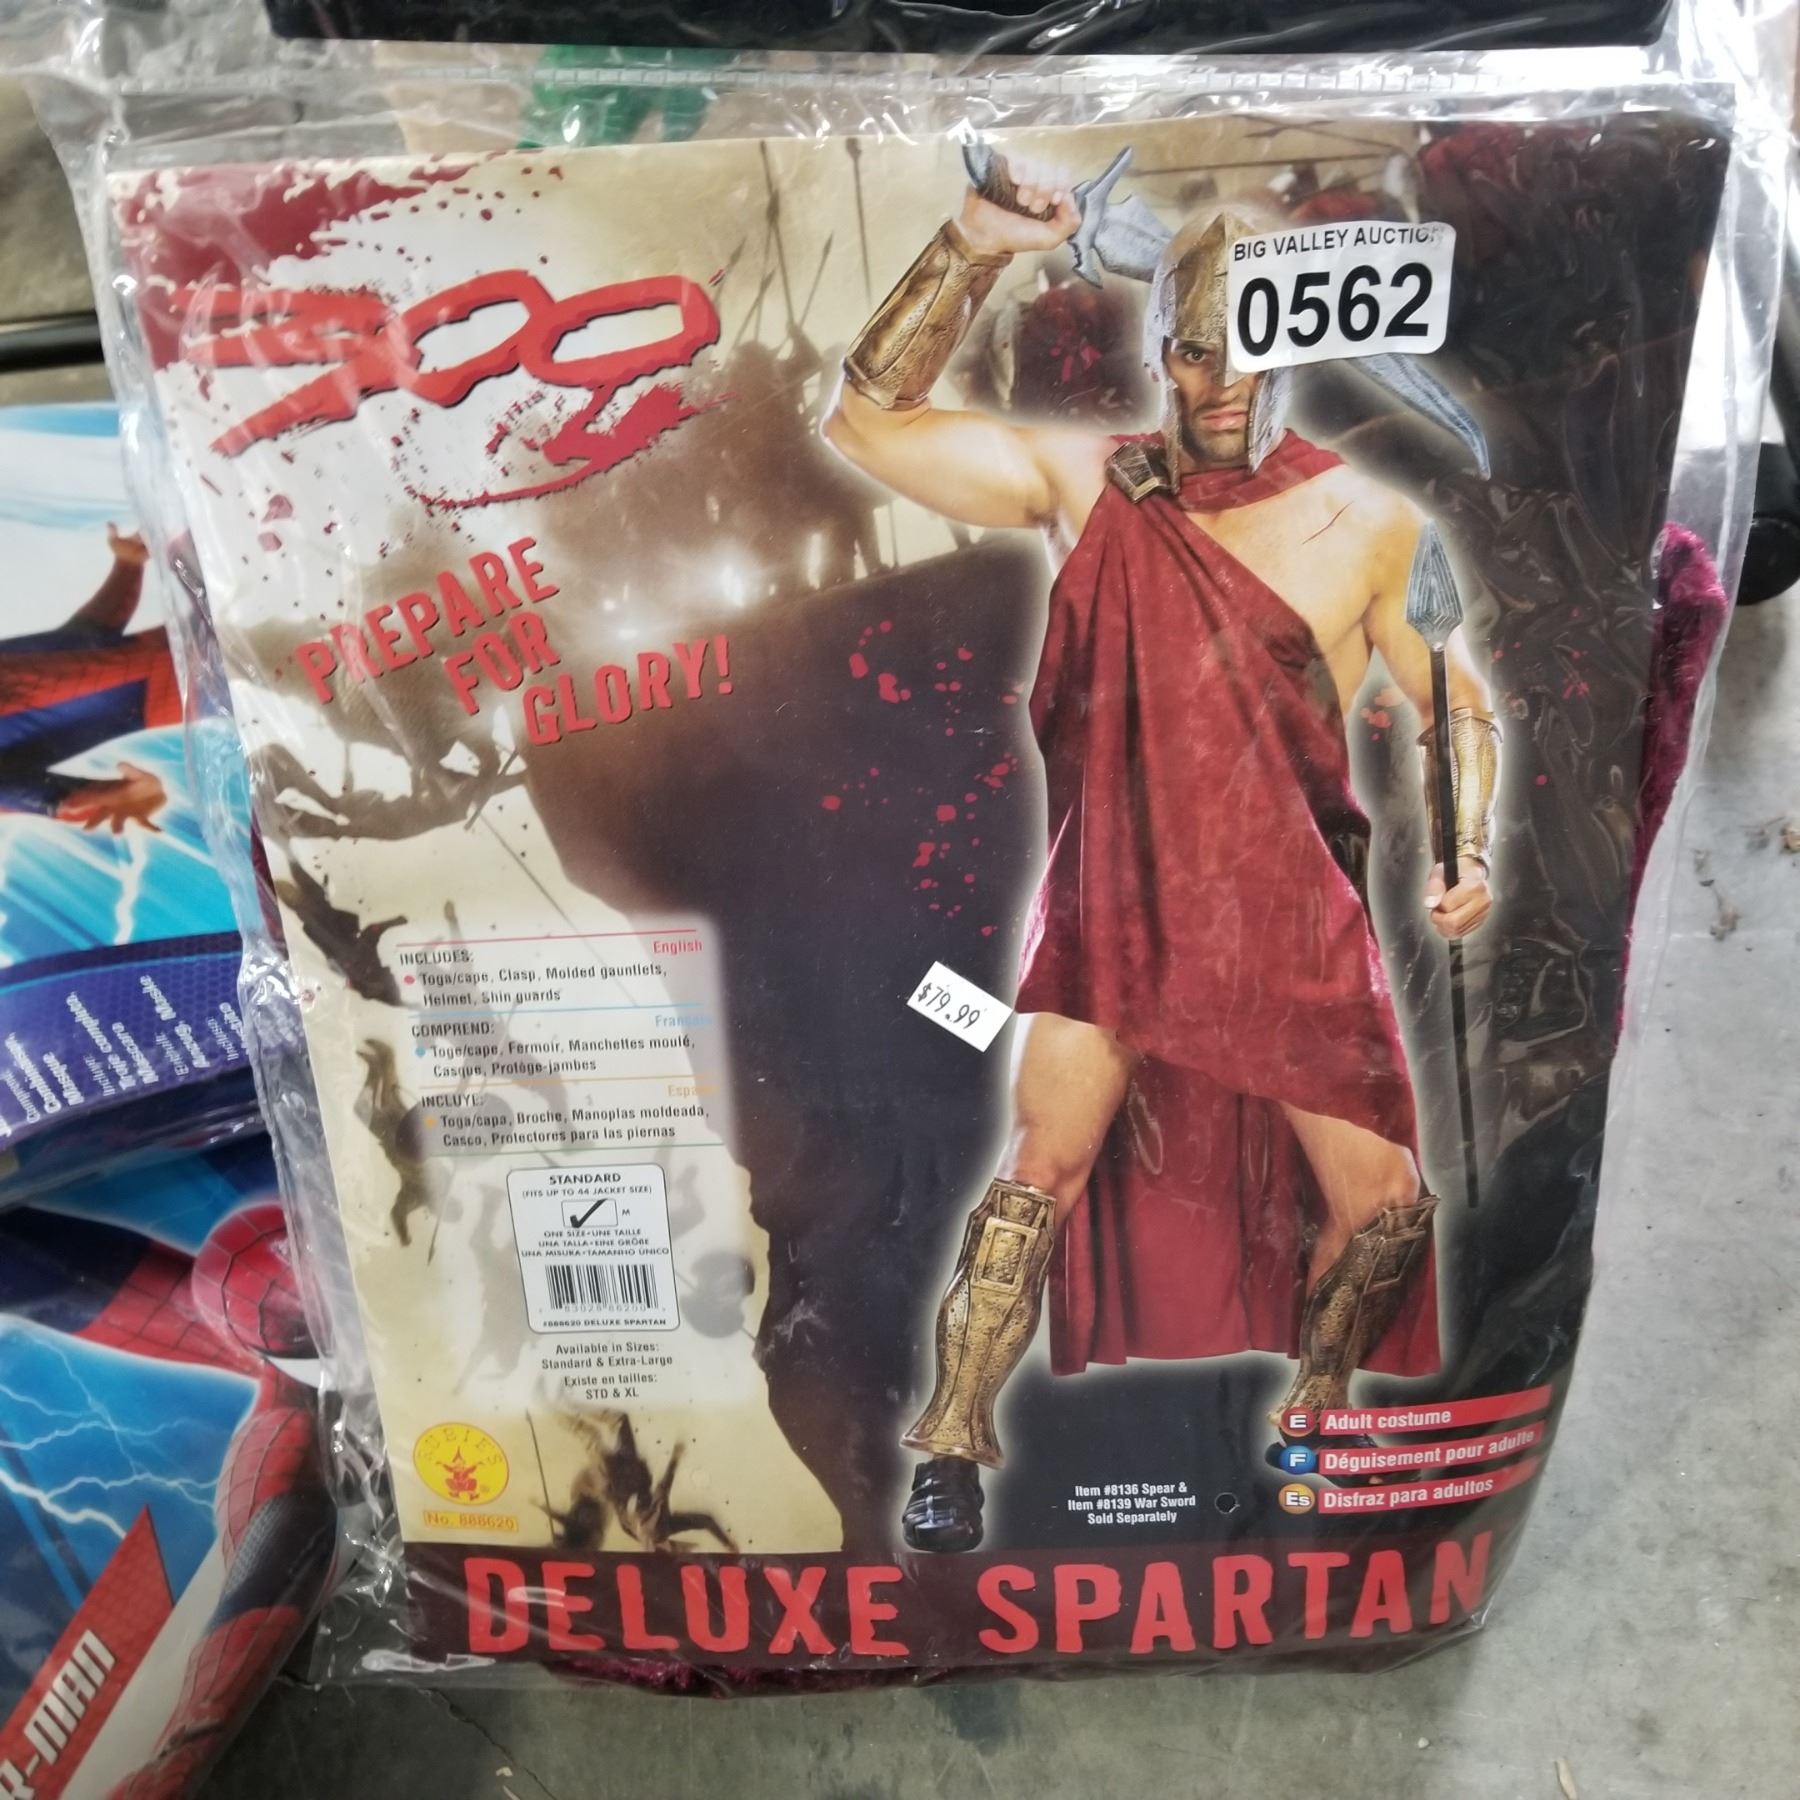 BIG VALLEY AUCTION
0562
300
PREPARE
FOR
GLORY!
$79.99
English
INCLUDES:
Toga/cape, Clasp, Molded gauntlets,
Helmet, Shin guards
Français
COMPREND:
Toge/cape, Fermoir, Manchettes moulé,
Casque, Protège-jambes
Espa
INCLUYE:
Toga/capa, Broche, Manoplas moldeada,
Casco, Protectores para las piernas
STANDARD
(FITS UP TO 44 JACKET SIZE)
M
ONE SIZE•UNE TAILLE
UNA TALLA•EINE GRÖBE
UNA MISURA•TAMANHO ÚNICO
#888620 DELUXE SPARTAN
Available in Sizes:
Standard & Extra-Large
Existe en tailles:
STD & XL
RUBIE'S
No. 888620
Item #8136 Spear &
Item #8139 War Sword
Sold Separately
E Adult costume
F Déguisement pour adulte
Es Disfraz para adultos
DELUXE SPARTAN
R-MAN